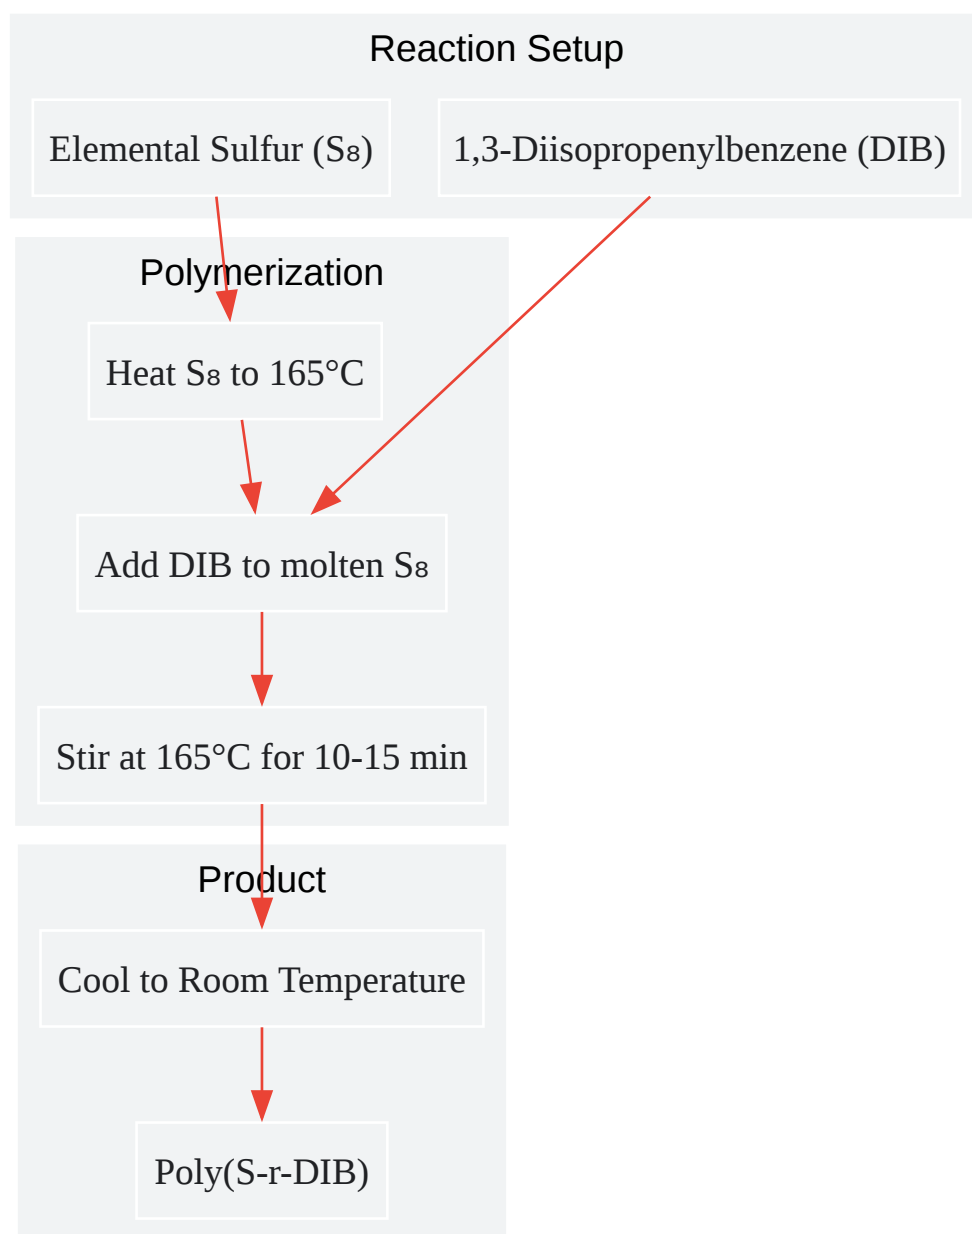 Reaction Setup
Elemental Sulfur (S₈)
1,3-Diisopropenylbenzene (DIB)
Polymerization
Heat S₈ to 165°C
Add DIB to molten S₈
Stir at 165°C for 10-15 min
Product
Cool to Room Temperature
Poly(S-r-DIB)